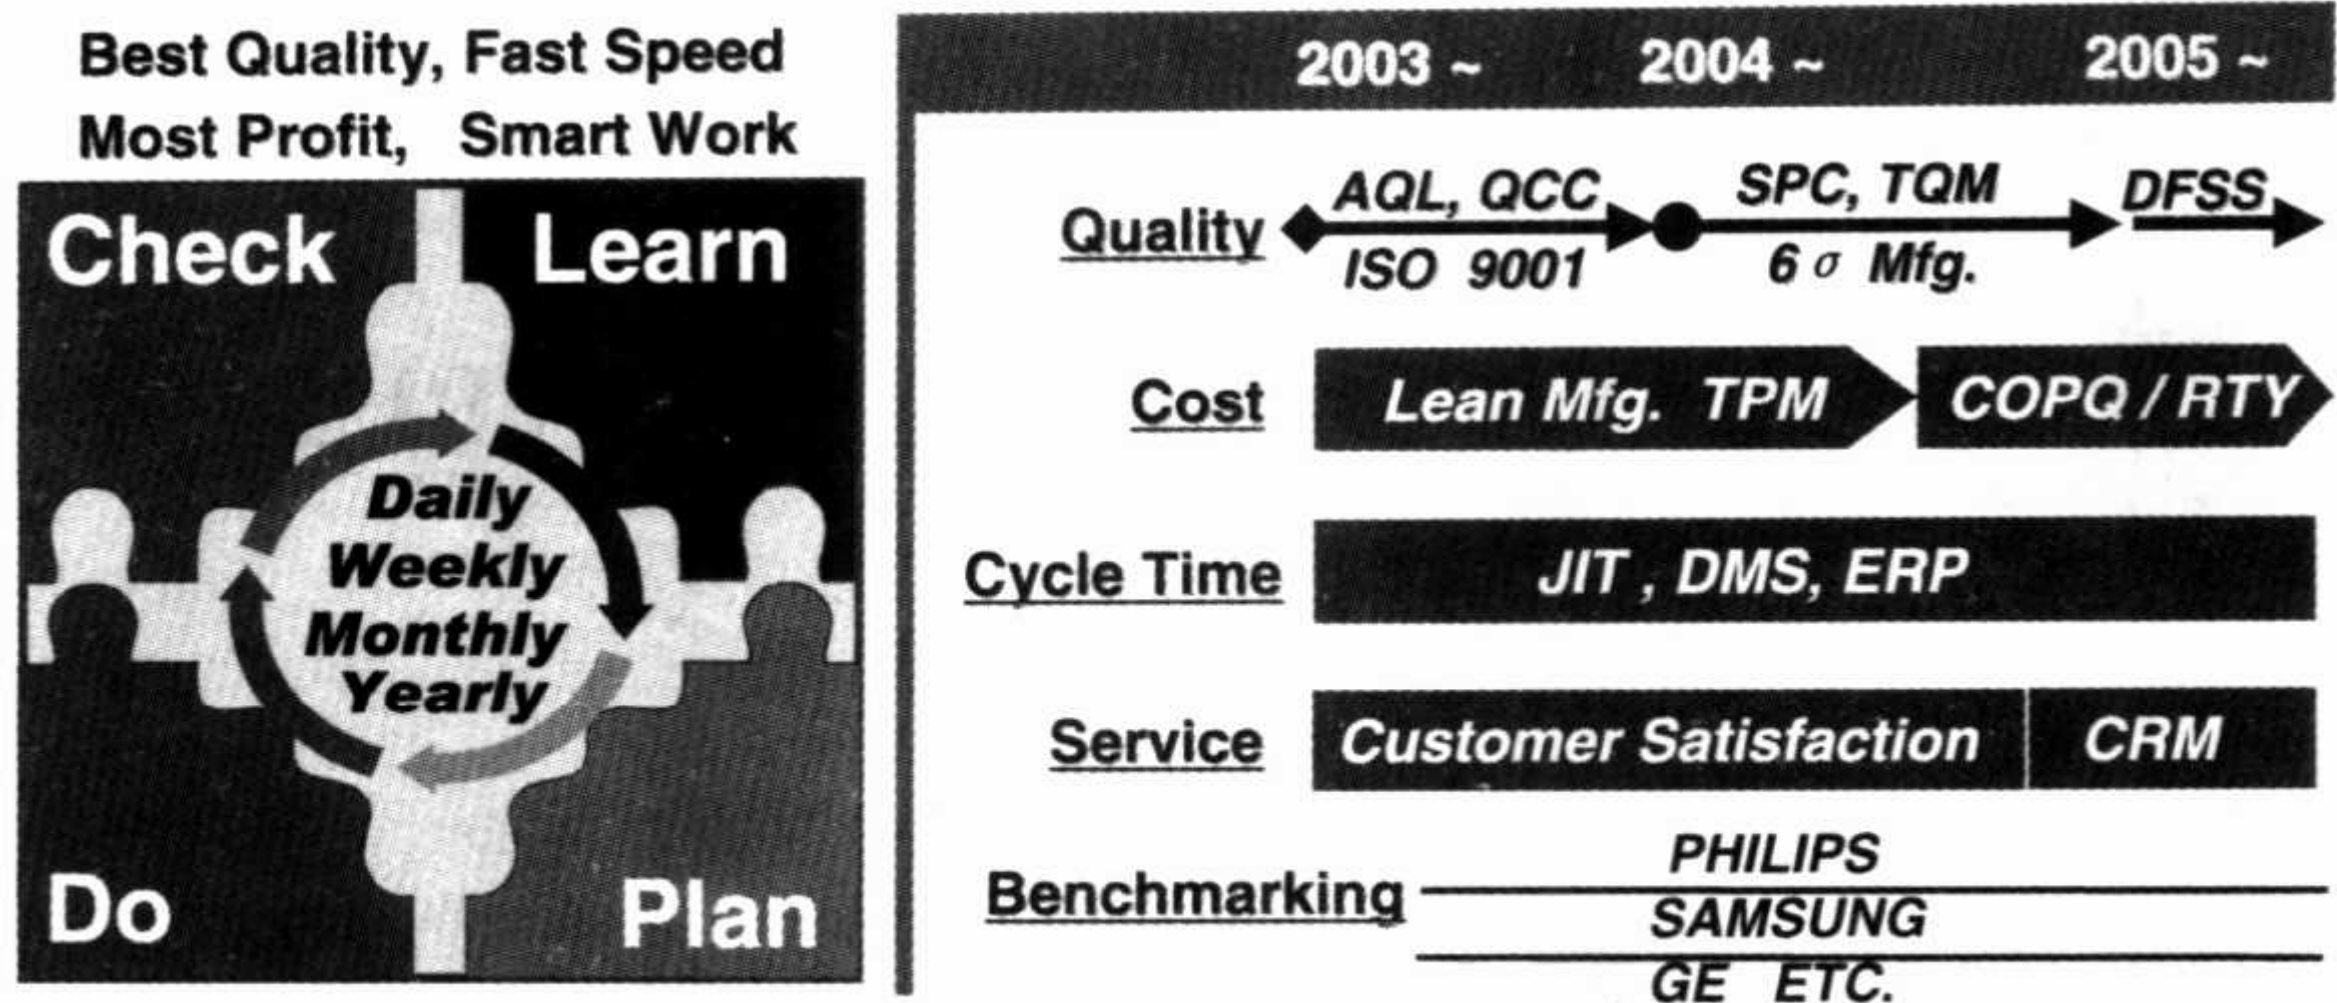 Best Quality, Fast Speed
Most Profit, Smart Work
Check Learn
Daily
Weekly
Monthly
Yearly
Do Plan
2003 ~ 2004 ~ 2005 ~
Quality
AQL, QCC SPC, TQM DFSS
ISO 9001 6 σ Mfg.
Cost Lean Mfg. TPM COPQ / RTY
Cycle Time JIT , DMS, ERP
Service Customer Satisfaction CRM
Benchmarking
PHILIPS
SAMSUNG
GE ETC.